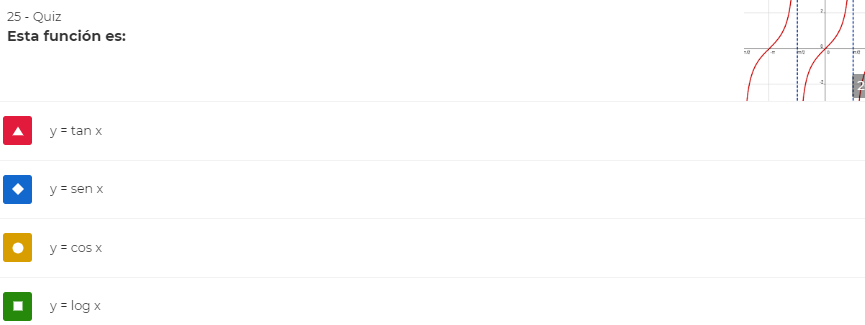 25 - Quiz
Esta función es:
y = tan x
y = sen x
y = cos x
y = log x